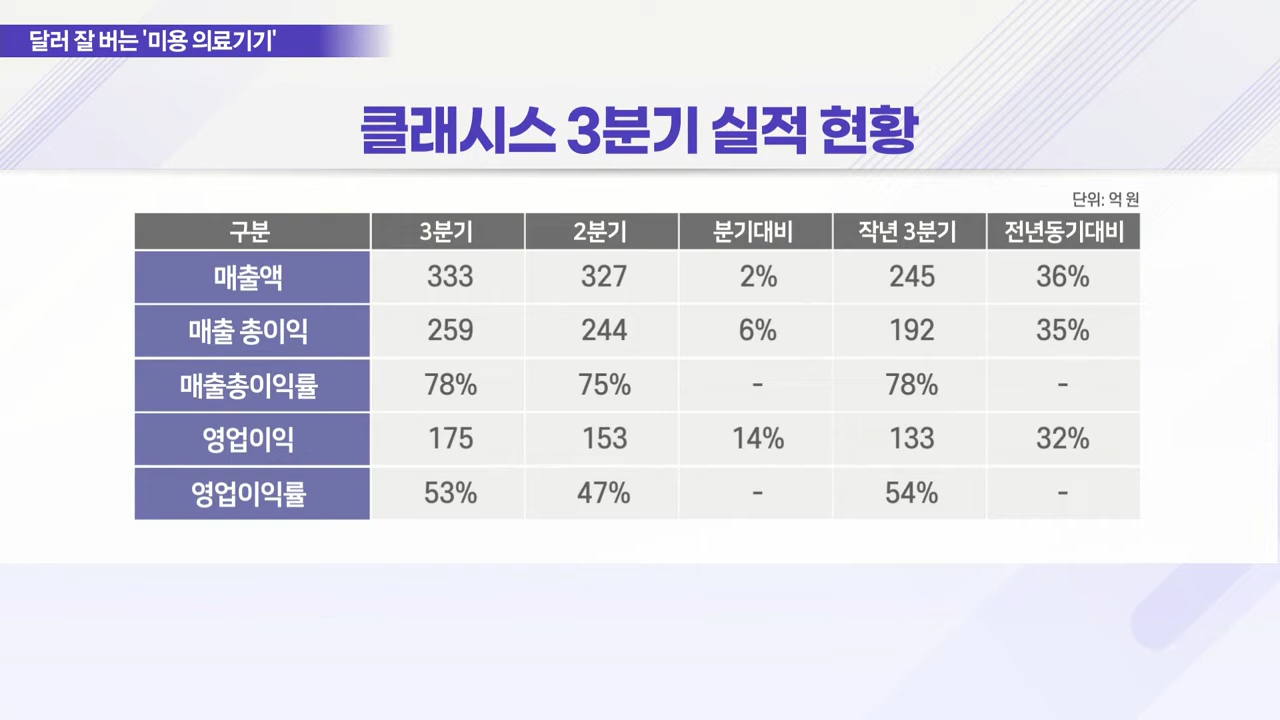 달러 잘 버는 '미용 의료기기'
클래시스 3분기 실적 현황
단위: 억 원
구분 3분기 2분기 분기대비 작년 3분기 전년동기대비
매출액 333 327 2% 245 36%
매출 총이익 259 244 6% 192 35%
매출총이익률 78% 75% - 78% -
영업이익 175 153 14% 133 32%
영업이익률 53% 47% - 54% -